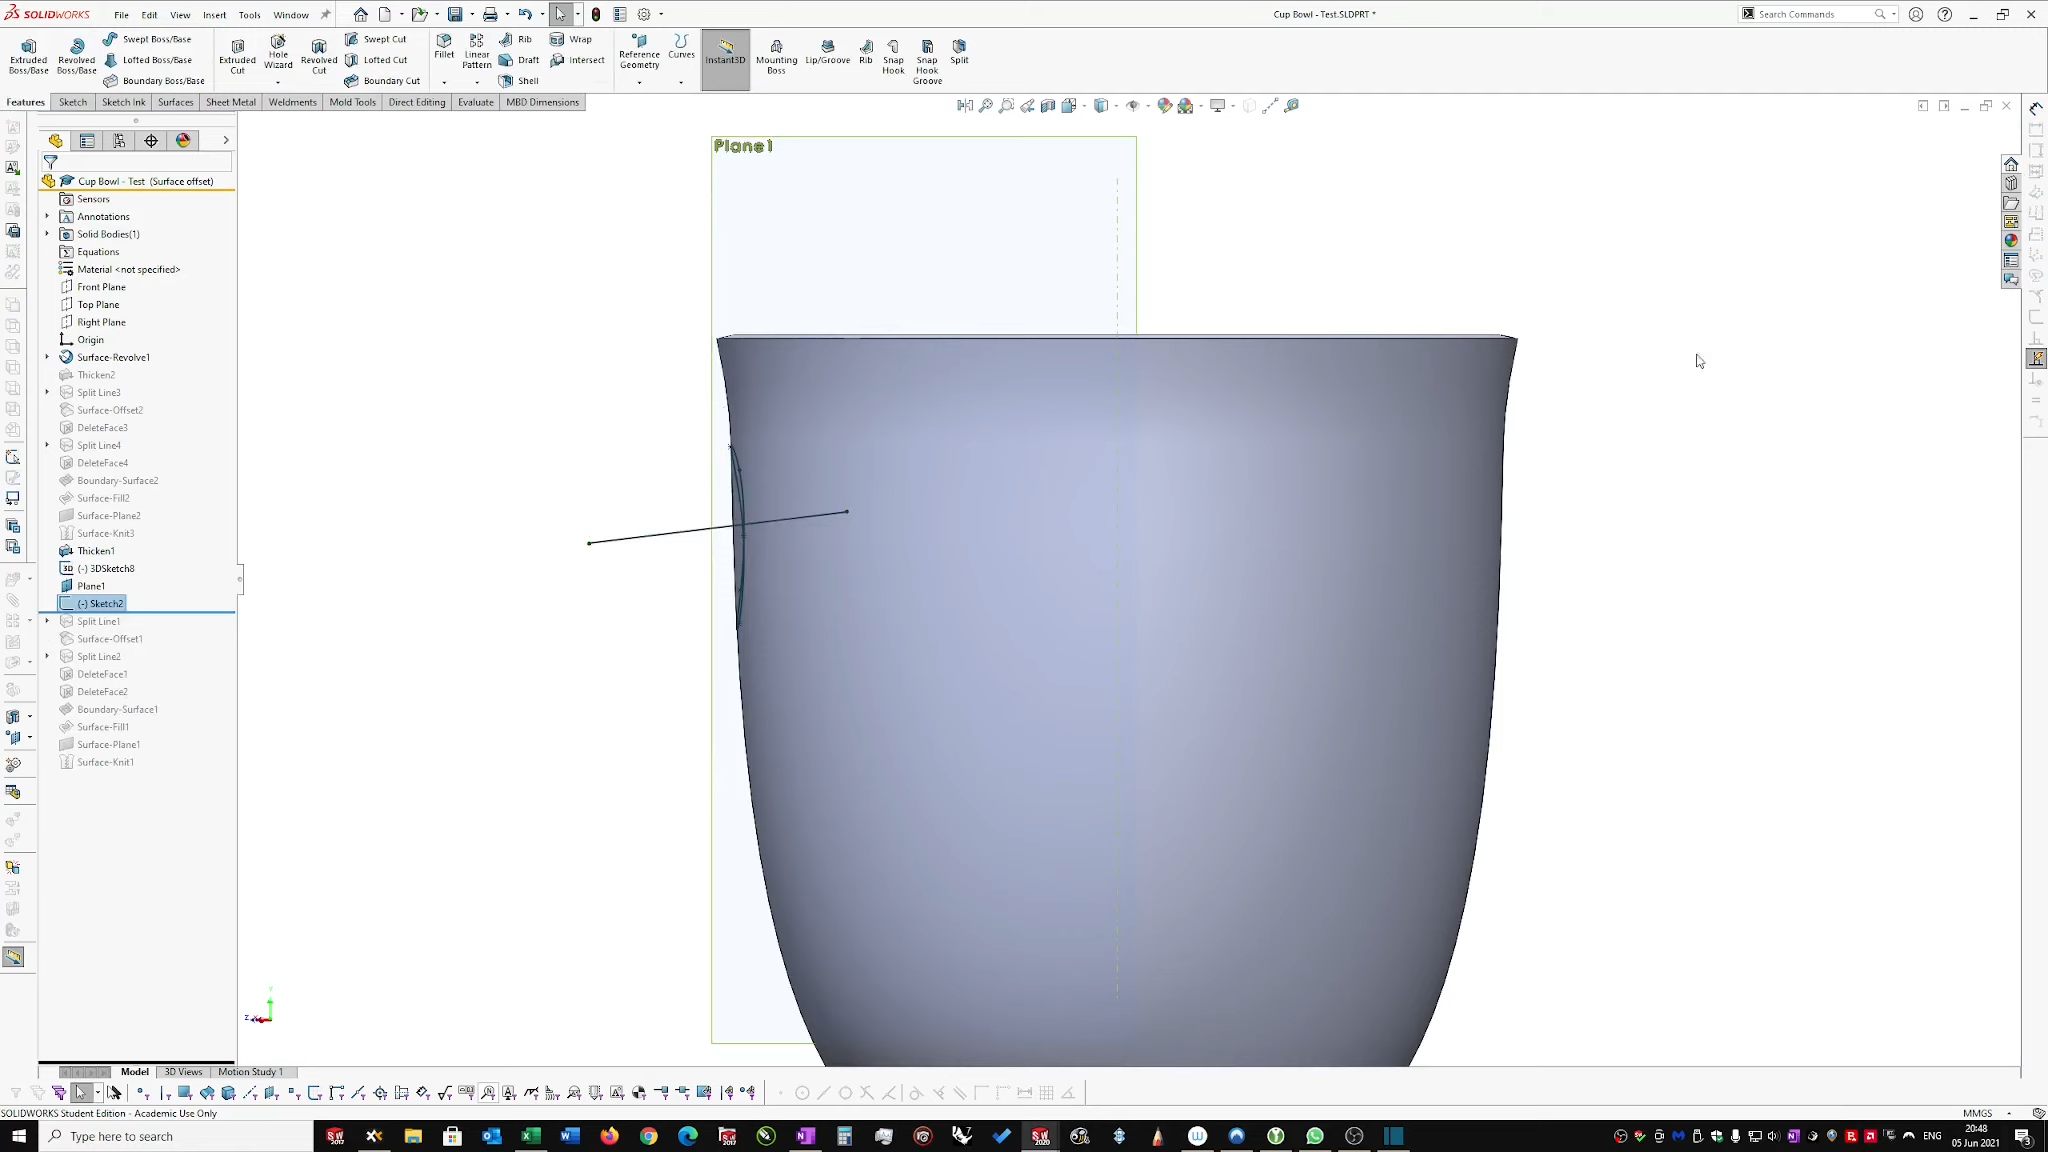 SOLIDWORKS
File Edit View Insert Tools Window
Cup Bowl - Test.SLDPRT *
Search Commands
Extruded Boss/Base
Revolved Boss/Base
Swept Boss/Base
Lofted Boss/Base
Boundary Boss/Base
Extruded Cut
Hole Wizard
Revolved Cut
Swept Cut
Lofted Cut
Boundary Cut
Fillet
Linear Pattern
Rib
Draft
Shell
Wrap
Intersect
Reference Geometry
Curves
Instant3D
Mounting Boss
Lip/Groove
Rib
Snap Hook
Snap Hook Groove
Split
Features Sketch Sketch Ink Surfaces Sheet Metal Weldments Mold Tools Direct Editing Evaluate MBD Dimensions
Cup Bowl - Test (Surface offset)
Sensors
Annotations
Solid Bodies(1)
Equations
Material <not specified>
Front Plane
Top Plane
Right Plane
Origin
Surface-Revolve1
Thicken2
Split Line3
Surface-Offset2
DeleteFace3
Split Line4
DeleteFace4
Boundary-Surface2
Surface-Fill2
Surface-Plane2
Surface-Knit3
Thicken1
(-) 3DSketch8
Plane1
(-) Sketch2
Split Line1
Surface-Offset1
Split Line2
DeleteFace1
DeleteFace2
Boundary-Surface1
Surface-Fill1
Surface-Plane1
Surface-Knit1
Plane1
Model 3D Views Motion Study 1
SOLIDWORKS Student Edition - Academic Use Only
MMGS
Type here to search
ENG
20:48
05 Jun 2021